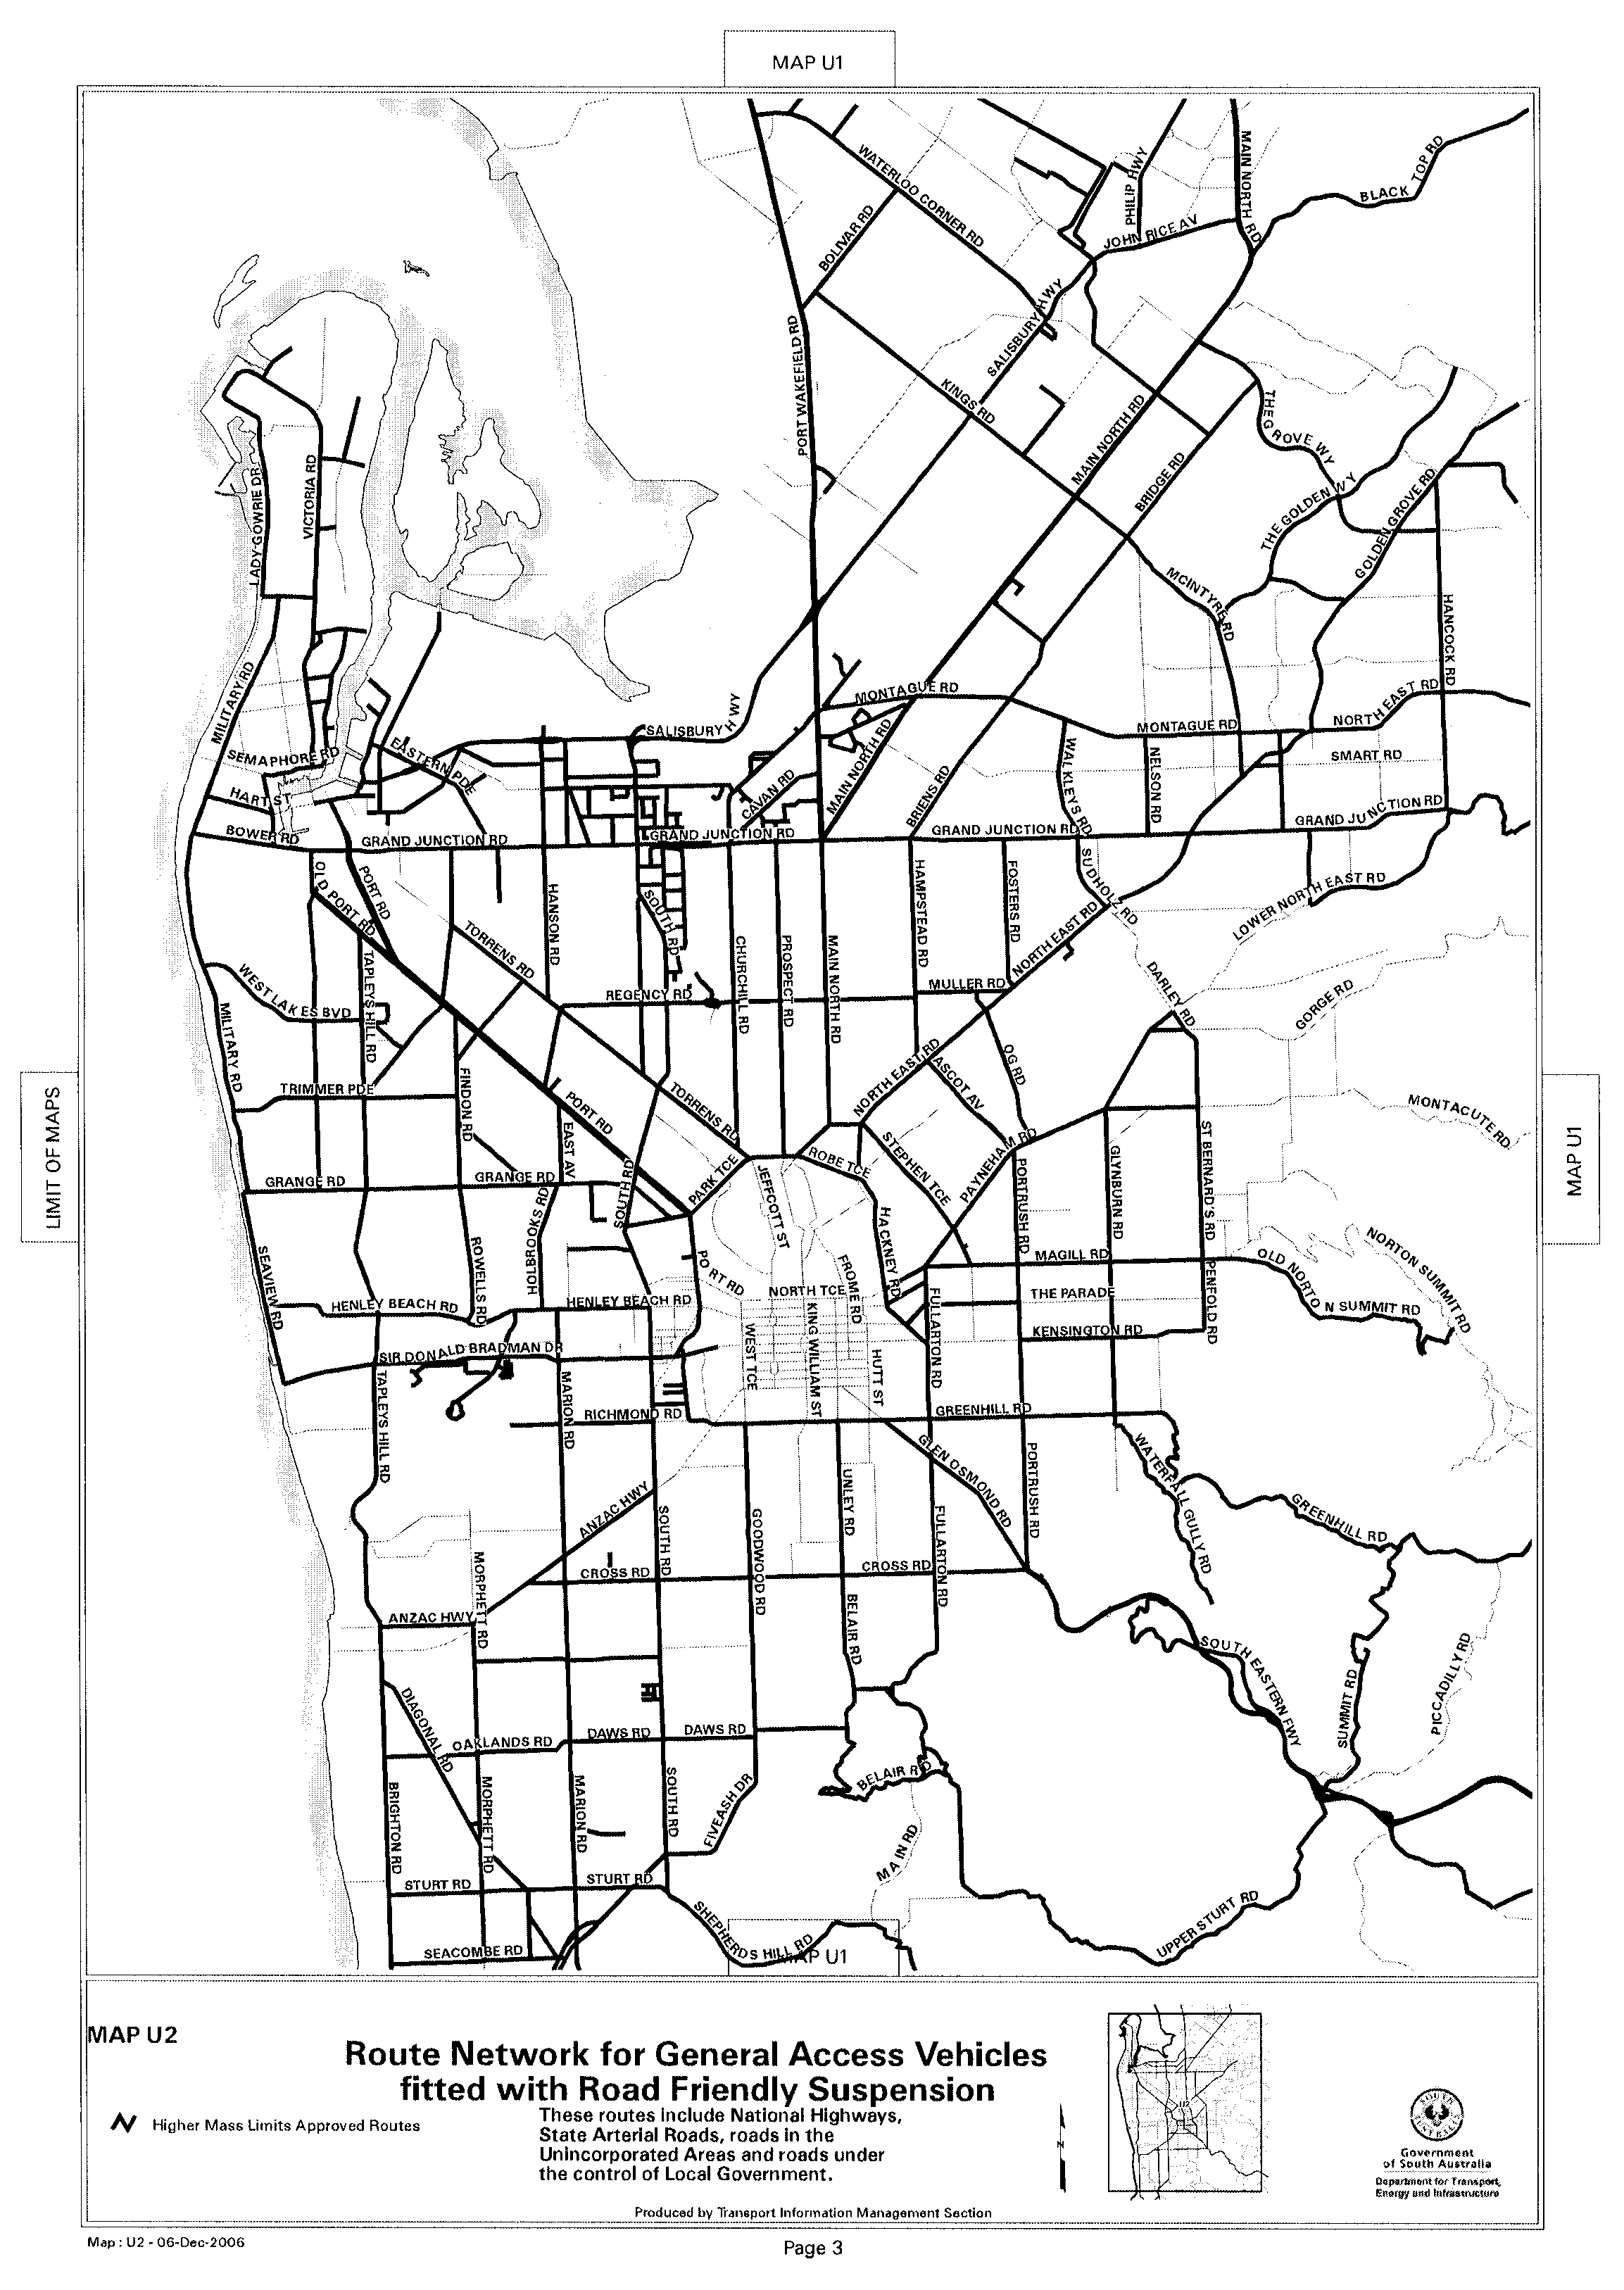 MAP U1
WATERLOO CORNER RD
BOLIVAR RD
PHILIP HWY
MAIN NORTH RD
BLACK TOP RD
JOHN RICE AV
PORT WAKEFIELD RD
SALISBURY HWY
KINGS RD
MAIN NORTH RD
BRIDGE RD
THE GROVE WY
THE GOLDEN WY
GOLDEN GROVE RD
LADY GOWRIE DR
VICTORIA RD
MCINTYRE RD
HANCOCK RD
MILITARY RD
SEMAPHORE RD
EASTERN PDE
SALISBURY HWY
MONTAGUE RD
MAIN NORTH RD
MONTAGUE RD
NORTH EAST RD
SMART RD
HART ST
BOWER RD
GRAND JUNCTION RD
CAVAN RD
GRAND JUNCTION RD
BRIENS RD
WALKLEYS RD
NELSON RD
GRAND JUNCTION RD
GRAND JUNCTION RD
OLD PORT RD
PORT RD
HANSON RD
SOUTH RD
HAMPSTEAD RD
FOSTERS RD
SUDHOLZ RD
LOWER NORTH EAST RD
TAPLEYS HILL RD
TORRENS RD
CHURCHILL RD
PROSPECT RD
MAIN NORTH RD
NORTH EAST RD
DARLEY RD
GORGE RD
WEST LAKES BVD
REGENCY RD
MULLER RD
MILITARY RD
TRIMMER PDE
FINDON RD
PORT RD
TORRENS RD
NORTH EAST RD
ASCOT AV
OG RD
MONTACUTE RD
LIMIT OF MAPS
MAP U1
EAST AV
GRANGE RD
GRANGE RD
SOUTH RD
PARK TCE
JEFFCOTT ST
ROBE TCE
STEPHEN TCE
PAYNEHAM RD
PORTRUSH RD
GLYNBURN RD
ST BERNARD'S RD
HOLBROOKS RD
ROWELLS RD
SEAVIEW RD
HENLEY BEACH RD
HENLEY BEACH RD
PORT RD
NORTH TCE
FROME RD
HACKNEY RD
MAGILL RD
THE PARADE
KENSINGTON RD
PENFOLD RD
OLD NORTON SUMMIT RD
NORTON SUMMIT RD
SIR DONALD BRADMAN DR
WEST TCE
KING WILLIAM ST
HUTT ST
FULLARTON RD
TAPLEYS HILL RD
MARION RD
RICHMOND RD
GREENHILL RD
GLEN OSMOND RD
PORTRUSH RD
WATERFALL GULLY RD
GREENHILL RD
ANZAC HWY
SOUTH RD
GOODWOOD RD
UNLEY RD
FULLARTON RD
CROSS RD
CROSS RD
MORPHETT RD
ANZAC HWY
BELAIR RD
SOUTH EASTERN FWY
SUMMIT RD
PICCADILLY RD
DIAGONAL RD
OAKLANDS RD
DAWS RD
DAWS RD
BELAIR RD
BRIGHTON RD
MORPHETT RD
MARION RD
SOUTH RD
FIVEASH DR
MAIN RD
STURT RD
STURT RD
SHEPHERDS HILL RD
UPPER STURT RD
SEACOMBE RD
MAP U1
MAP U2
Route Network for General Access Vehicles
fitted with Road Friendly Suspension
Higher Mass Limits Approved Routes
These routes include National Highways,
State Arterial Roads, roads in the
Unincorporated Areas and roads under
the control of Local Government.
N
U2
SOUTH
AUSTRALIA
Government
of South Australia
Department for Transport,
Energy and Infrastructure
Produced by Transport Information Management Section
Map : U2 - 06-Dec-2006
Page 3